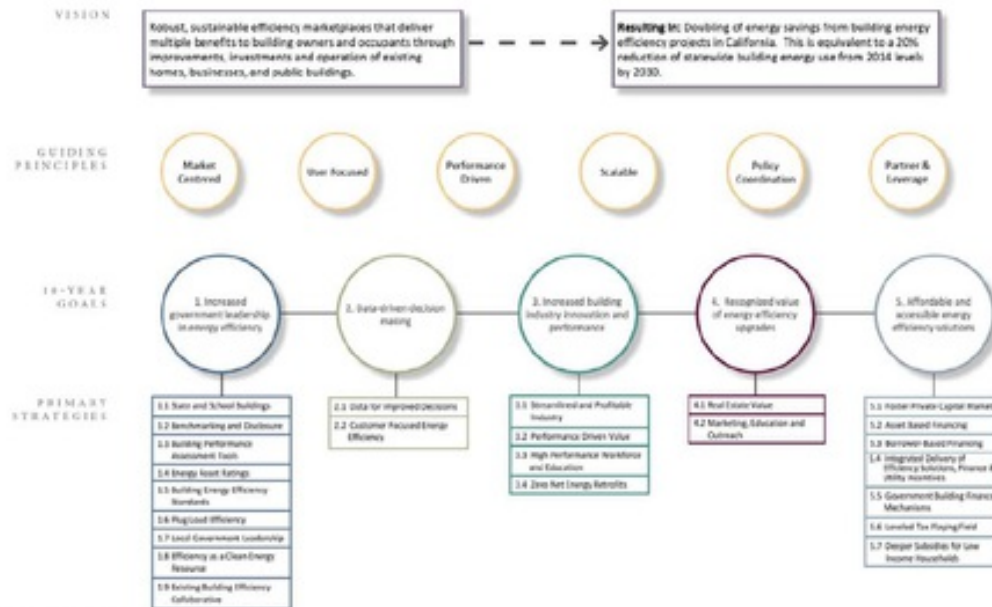 VISION
Robust, sustainable efficiency marketplaces that deliver
multiple benefits to building owners and occupants through
improvements, investments and operation of existing
homes, businesses, and public buildings.
Resulting in: Doubling of energy savings from building energy
efficiency projects in California. This is equivalent to a 20%
reduction of statewide building energy use from 2014 levels
by 2030.
GUIDING
PRINCIPLES
Market
Centered
User Focused
Performance
Driven
Scalable
Policy
Coordination
Partner &
Leverage
10-YEAR
GOALS
1. Increased
government leadership
in energy efficiency
2. Data-driven decision
making
3. Increased building
industry innovation and
performance
4. Recognized value
of energy efficiency
upgrades
5. Affordable and
accessible energy
efficiency solutions
PRIMARY
STRATEGIES
1.1 State and School Buildings
1.2 Benchmarking and Disclosure
1.3 Building Performance
Assessment Tools
1.4 Energy Asset Ratings
1.5 Building Energy Efficiency
Standards
1.6 Plug Load Efficiency
1.7 Local Government Leadership
1.8 Efficiency as a Clean Energy
Resource
1.9 Existing Building Efficiency
Collaborative
2.1 Data for Improved Decisions
2.2 Customer Focused Energy
Efficiency
3.1 Streamlined and Profitable
Industry
3.2 Performance Driven Value
3.3 High Performance Workforce
and Education
3.4 Zero Net Energy Retrofits
4.1 Real Estate Value
4.2 Marketing, Education and
Outreach
5.1 Foster Private Capital Market
5.2 Asset Based Financing
5.3 Borrower Based Financing
5.4 Integrated Delivery of
Efficiency Solutions, Finance &
Utility Incentives
5.5 Government Building Finance
Mechanisms
5.6 Leveled Tax Playing Field
5.7 Deeper Subsidies for Low
Income Households